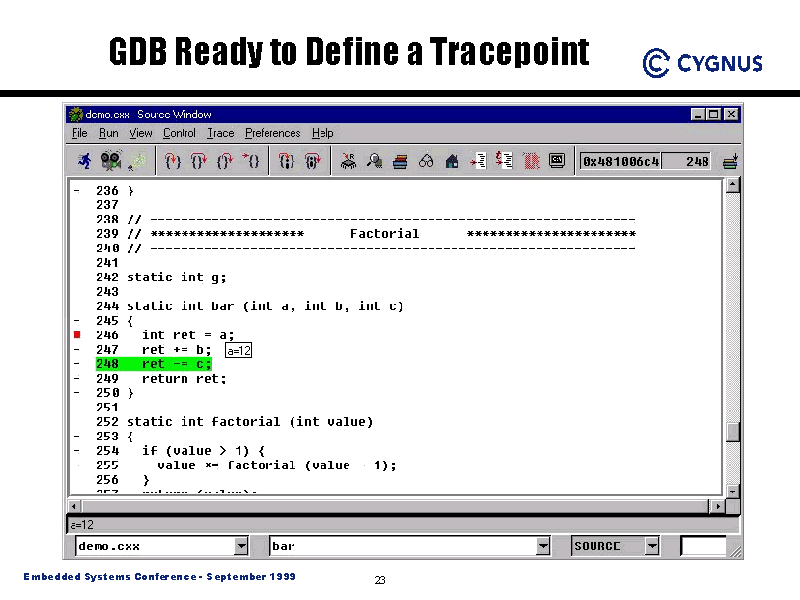 GDB Ready to Define a Tracepoint
CYGNUS
demo.cxx Source Window
File Run View Control Trace Preferences Help
0x481006c4 248
- 236 }
237
238 // ---------------------------------------------------------------
239 // ******************** Factorial **********************
240 // ---------------------------------------------------------------
241
242 static int g;
243
244 static int bar (int a, int b, int c)
- 245 {
246 int ret = a;
- 247 ret += b; a=12
- 248 ret -= c;
- 249 return ret;
- 250 }
251
252 static int factorial (int value)
- 253 {
- 254 if (value > 1) {
- 255 value *= factorial (value - 1);
256 }
a=12
demo.cxx bar SOURCE
Embedded Systems Conference - September 1999 23